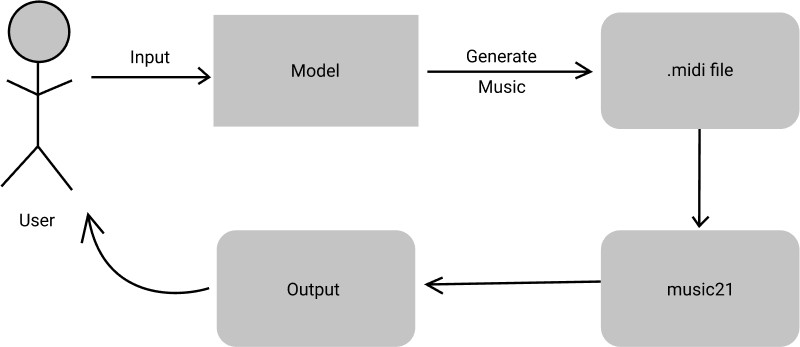 Input
Model
Generate
Music
.midi file
User
Output
music21